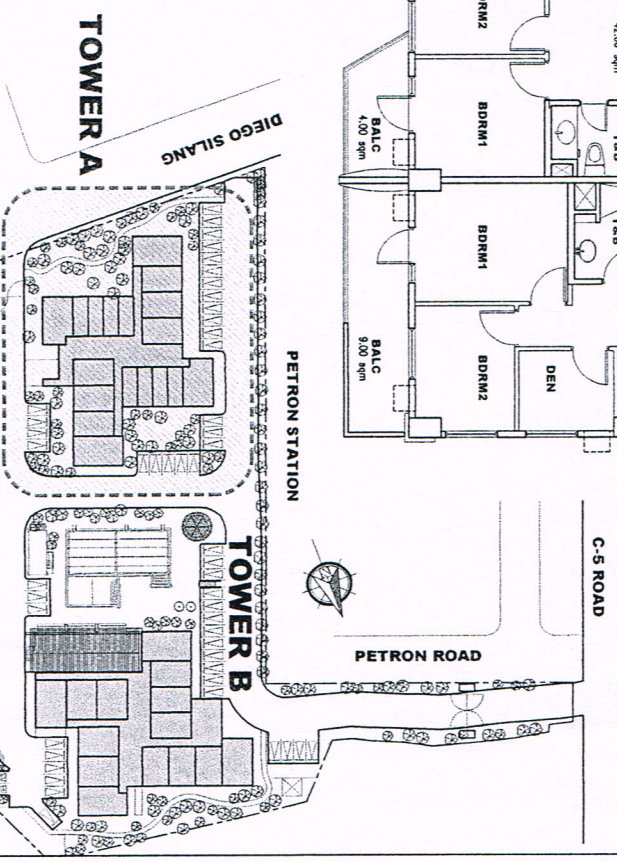 TOWER A
DIEGO SILANG
BDRM2
BDRM1
BALC
4.00 sqm
BDRM1
BALC
9.00 sqm
BDRM2
DEN
PETRON STATION
TOWER B
C-5 ROAD
PETRON ROAD